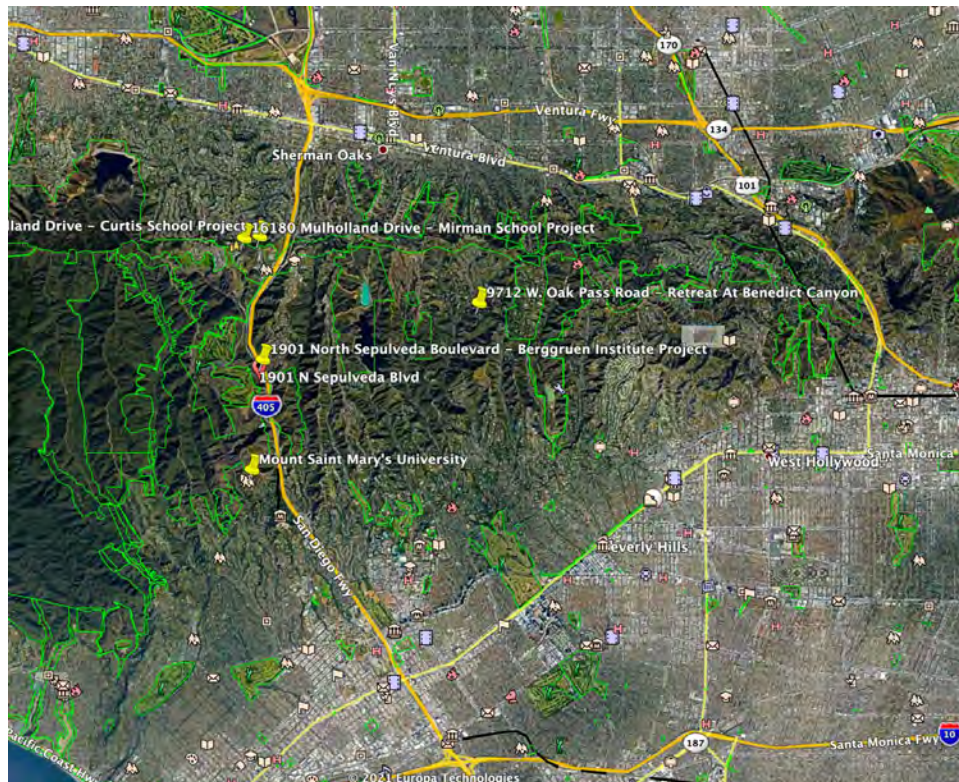 170
Van Nuys Blvd
Ventura Fwy
134
Sherman Oaks
Ventura Blvd
101
lland Drive – Curtis School Project
16180 Mulholland Drive – Mirman School Project
9712 W. Oak Pass Road – Retreat At Benedict Canyon
1901 North Sepulveda Boulevard – Berggruen Institute Project
1901 N Sepulveda Blvd
405
Mount Saint Mary's University
West Hollywood
Santa Monica
San Diego Fwy
Beverly Hills
Pacific Coast Hwy
187
Santa Monica Fwy
10
© 2021 Europa Technologies